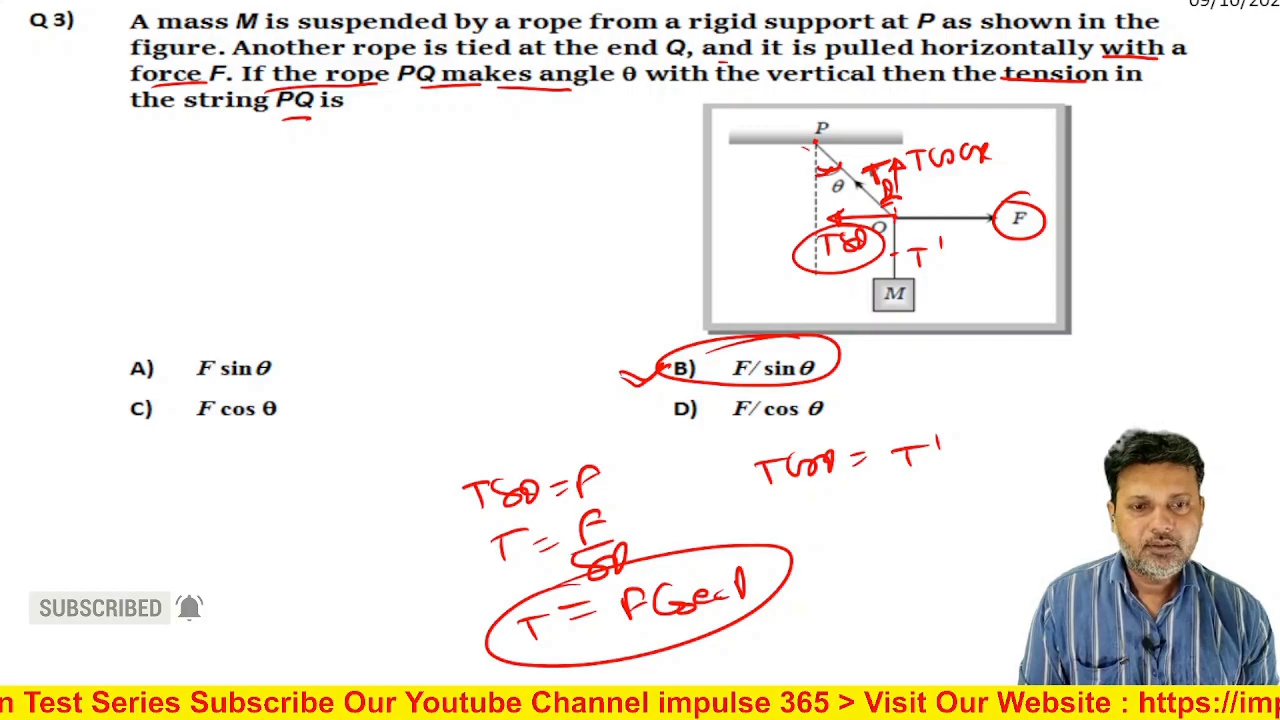 09/10/202
Q 3) A mass M is suspended by a rope from a rigid support at P as shown in the
figure. Another rope is tied at the end Q, and it is pulled horizontally with a
force F. If the rope PQ makes angle θ with the vertical then the tension in
the string PQ is
P
T
θ
F
T'
M
A) F sin θ
B) F/ sin θ
C) F cos θ
D) F/ cos θ
= T'
= F
T = F
T =
SUBSCRIBED
n Test Series Subscribe Our Youtube Channel impulse 365 > Visit Our Website : https://imp